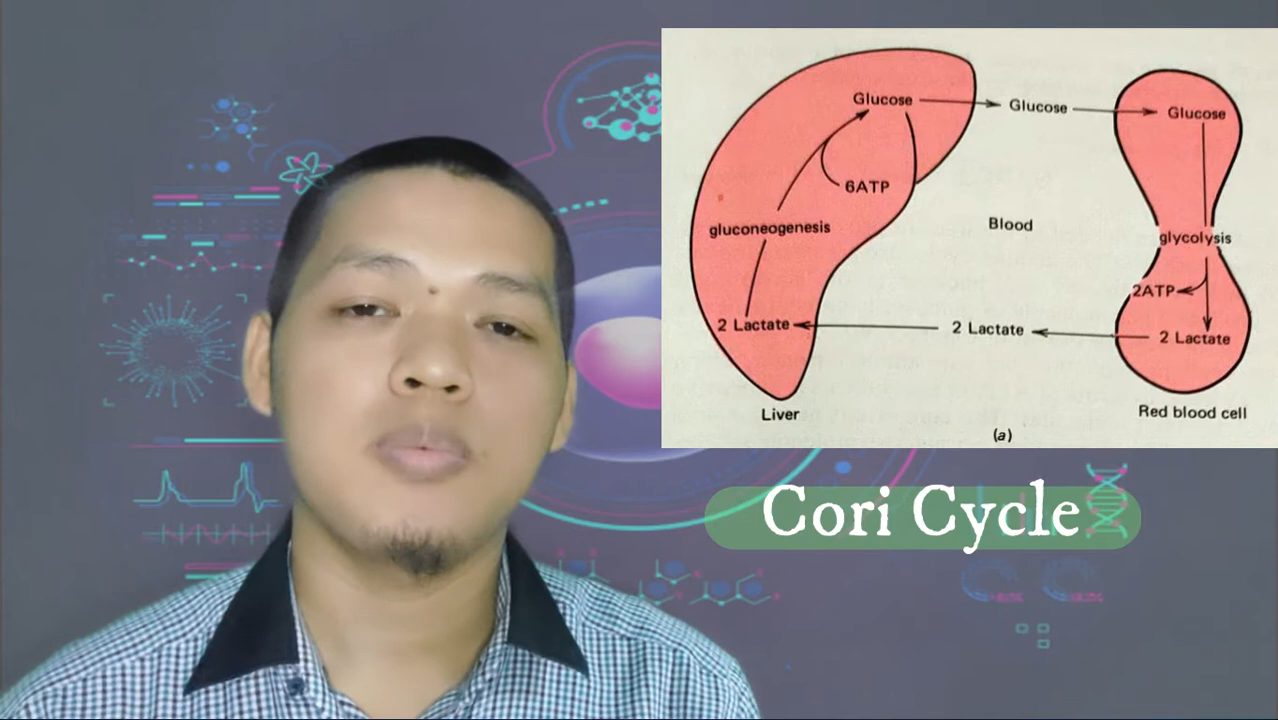 Glucose
Glucose
Glucose
6ATP
gluconeogenesis
Blood
glycolysis
2ATP
2 Lactate
2 Lactate
2 Lactate
Liver
Red blood cell
(a)
Cori Cycle